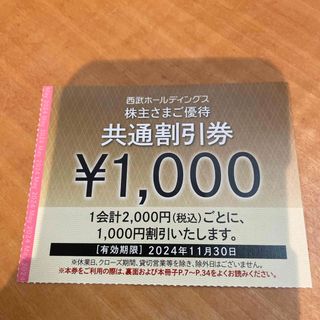 西武ホールディングス
株主さまご優待
共通割引券
¥1,000
1会計2,000円(税込)ごとに、
1,000円割引いたします。
[有効期限] 2024年11月30日
※休業日、クローズ期間、貸切営業等を除き、除外日はございません。
※本券をご利用の際は、裏面および本冊子P.7~P.34をよくお読みください。